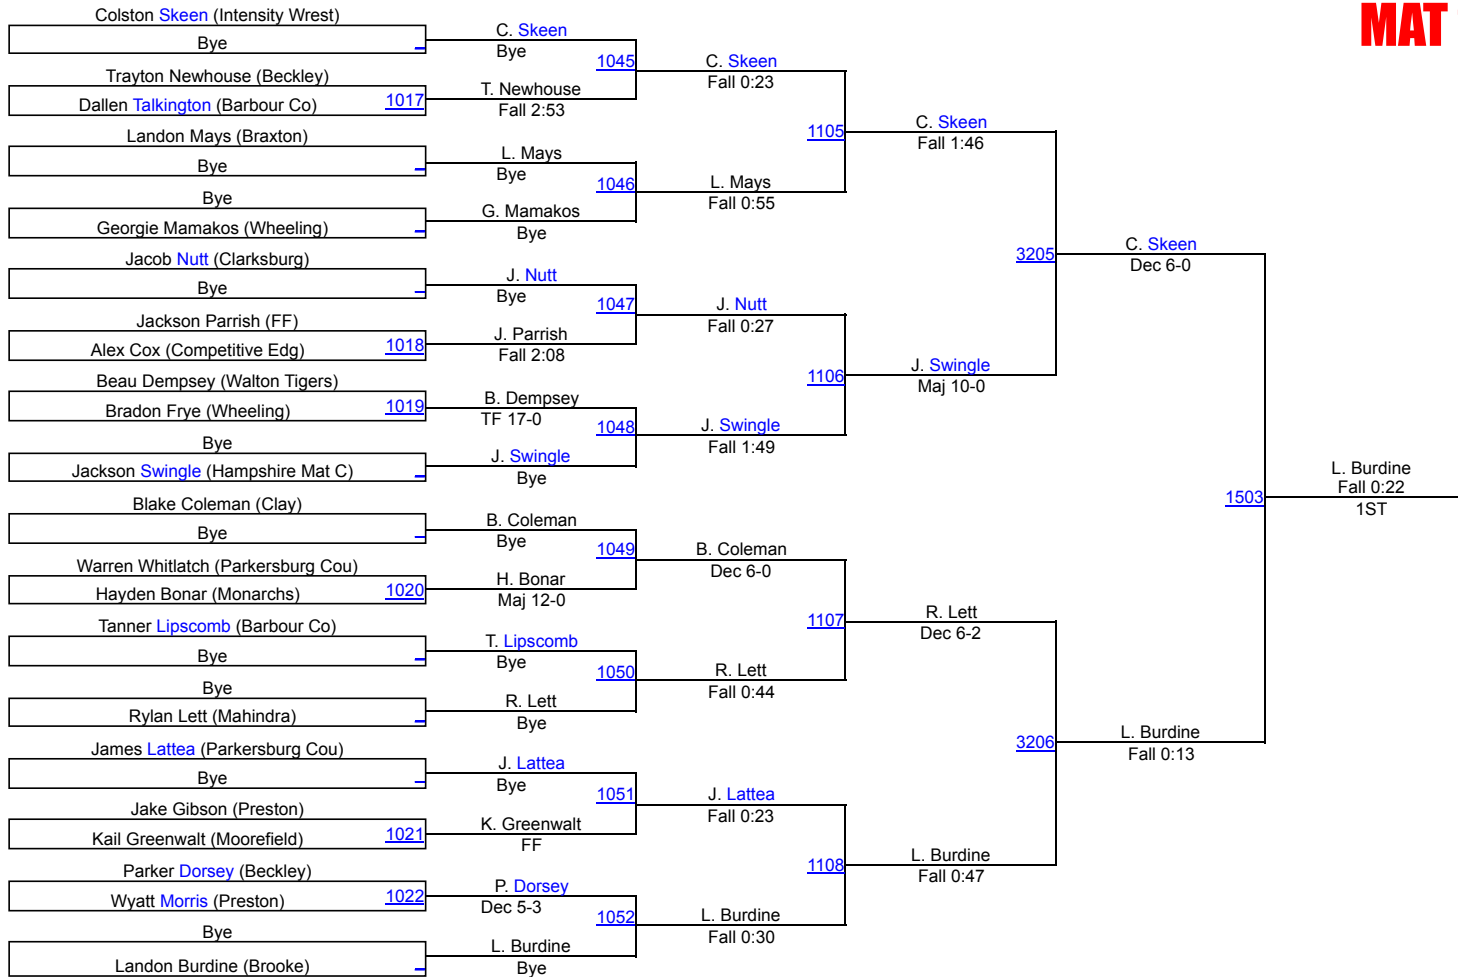 MAT
Colston Skeen (Intensity Wrest)
Bye
Trayton Newhouse (Beckley)
Dallen Talkington (Barbour Co) 1017
Landon Mays (Braxton)
Bye
Bye
Georgie Mamakos (Wheeling)
Jacob Nutt (Clarksburg)
Bye
Jackson Parrish (FF)
Alex Cox (Competitive Edg) 1018
Beau Dempsey (Walton Tigers)
Bradon Frye (Wheeling) 1019
Bye
Jackson Swingle (Hampshire Mat C)
Blake Coleman (Clay)
Bye
Warren Whitlatch (Parkersburg Cou)
Hayden Bonar (Monarchs) 1020
Tanner Lipscomb (Barbour Co)
Bye
Bye
Rylan Lett (Mahindra)
James Lattea (Parkersburg Cou)
Bye
Jake Gibson (Preston)
Kail Greenwalt (Moorefield) 1021
Parker Dorsey (Beckley)
Wyatt Morris (Preston) 1022
Bye
Landon Burdine (Brooke)
C. Skeen
Bye
1045
T. Newhouse
Fall 2:53
L. Mays
Bye
1046
G. Mamakos
Bye
J. Nutt
Bye
1047
J. Parrish
Fall 2:08
B. Dempsey
TF 17-0
1048
J. Swingle
Bye
B. Coleman
Bye
1049
H. Bonar
Maj 12-0
T. Lipscomb
Bye
1050
R. Lett
Bye
J. Lattea
Bye
1051
K. Greenwalt
FF
P. Dorsey
Dec 5-3
1052
L. Burdine
Bye
C. Skeen
Fall 0:23
1105
L. Mays
Fall 0:55
J. Nutt
Fall 0:27
1106
J. Swingle
Fall 1:49
B. Coleman
Dec 6-0
1107
R. Lett
Fall 0:44
J. Lattea
Fall 0:23
1108
L. Burdine
Fall 0:30
C. Skeen
Fall 1:46
3205
J. Swingle
Maj 10-0
R. Lett
Dec 6-2
3206
L. Burdine
Fall 0:47
C. Skeen
Dec 6-0
1503
L. Burdine
Fall 0:13
L. Burdine
Fall 0:22
1ST